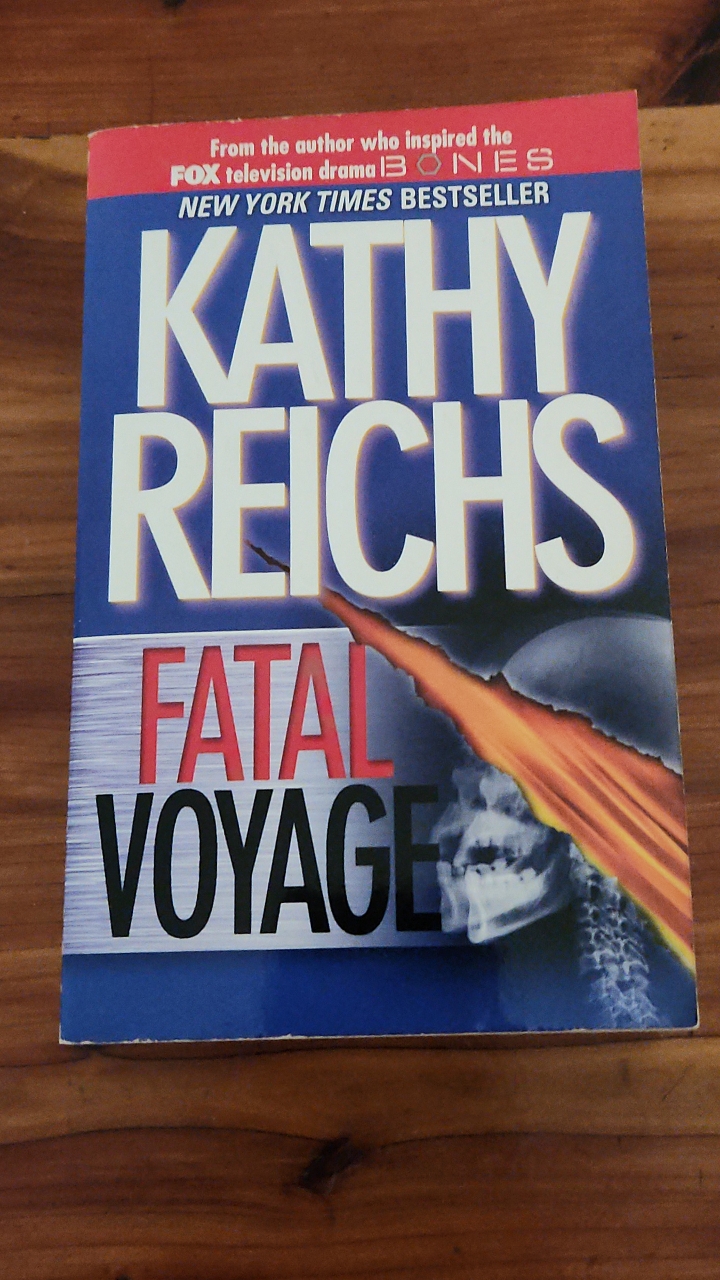 From the author who inspired the
FOX television drama BONES
NEW YORK TIMES BESTSELLER
KATHY
REICHS
FATAL
VOYAGE